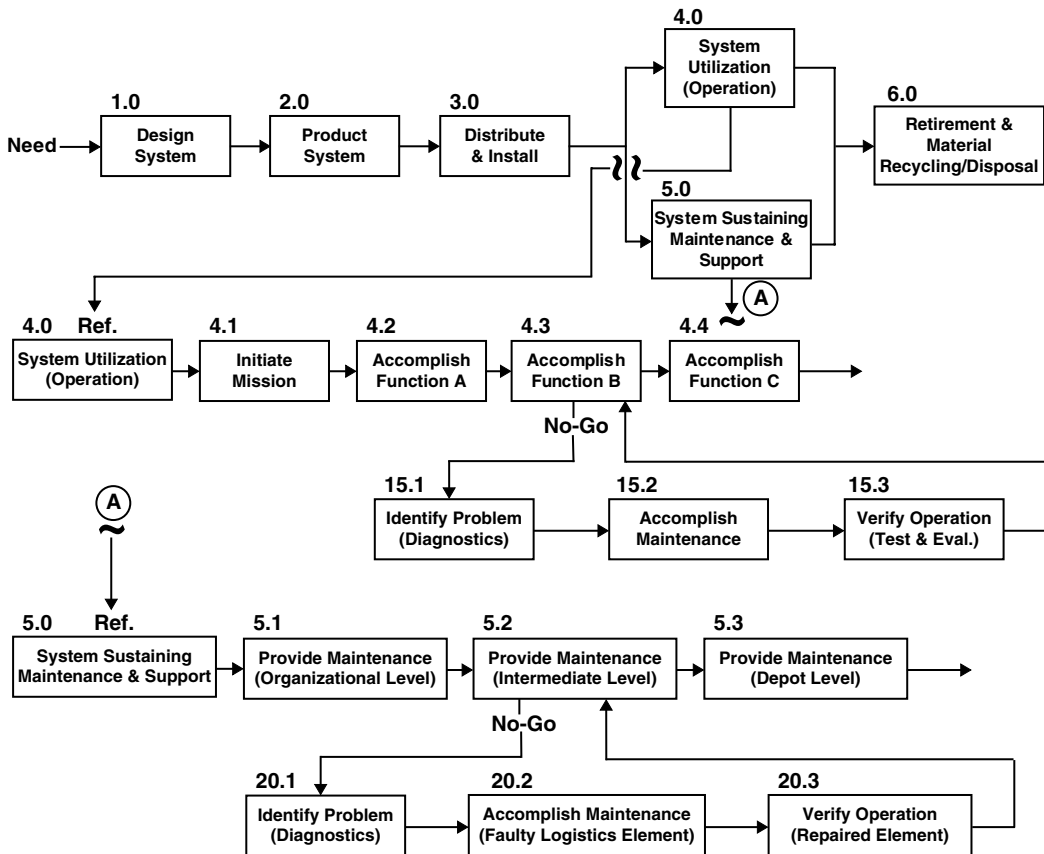 4.0
System
Utilization
(Operation)
1.0
2.0
3.0
6.0
Need
Design
System
Product
System
Distribute
& Install
Retirement &
Material
Recycling/Disposal
5.0
System Sustaining
Maintenance &
Support
A
4.0 Ref.
4.1
4.2
4.3
4.4
System Utilization
(Operation)
Initiate
Mission
Accomplish
Function A
Accomplish
Function B
Accomplish
Function C
No-Go
15.1
15.2
15.3
Identify Problem
(Diagnostics)
Accomplish
Maintenance
Verify Operation
(Test & Eval.)
A
5.0 Ref.
5.1
5.2
5.3
System Sustaining
Maintenance & Support
Provide Maintenance
(Organizational Level)
Provide Maintenance
(Intermediate Level)
Provide Maintenance
(Depot Level)
No-Go
20.1
20.2
20.3
Identify Problem
(Diagnostics)
Accomplish Maintenance
(Faulty Logistics Element)
Verify Operation
(Repaired Element)